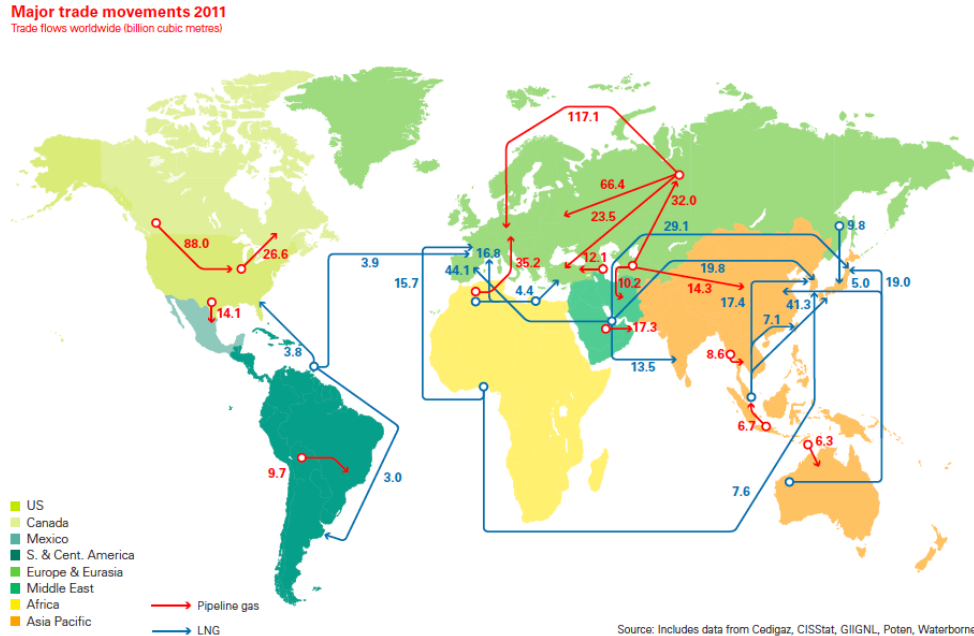 Major trade movements 2011
Trade flows worldwide (billion cubic metres)
117.1
66.4
32.0
23.5
9.8
88.0
26.6
29.1
3.9
16.8
35.2
12.1
19.8
44.1
15.7
10.2
14.3
5.0
19.0
4.4
17.4
41.3
14.1
17.3
7.1
3.8
13.5
8.6
6.7
6.3
9.7
3.0
7.6
US
Canada
Mexico
S. & Cent. America
Europe & Eurasia
Middle East
Africa
Asia Pacific
Pipeline gas
LNG
Source: Includes data from Cedigaz, CISStat, GIIGNL, Poten, Waterborne